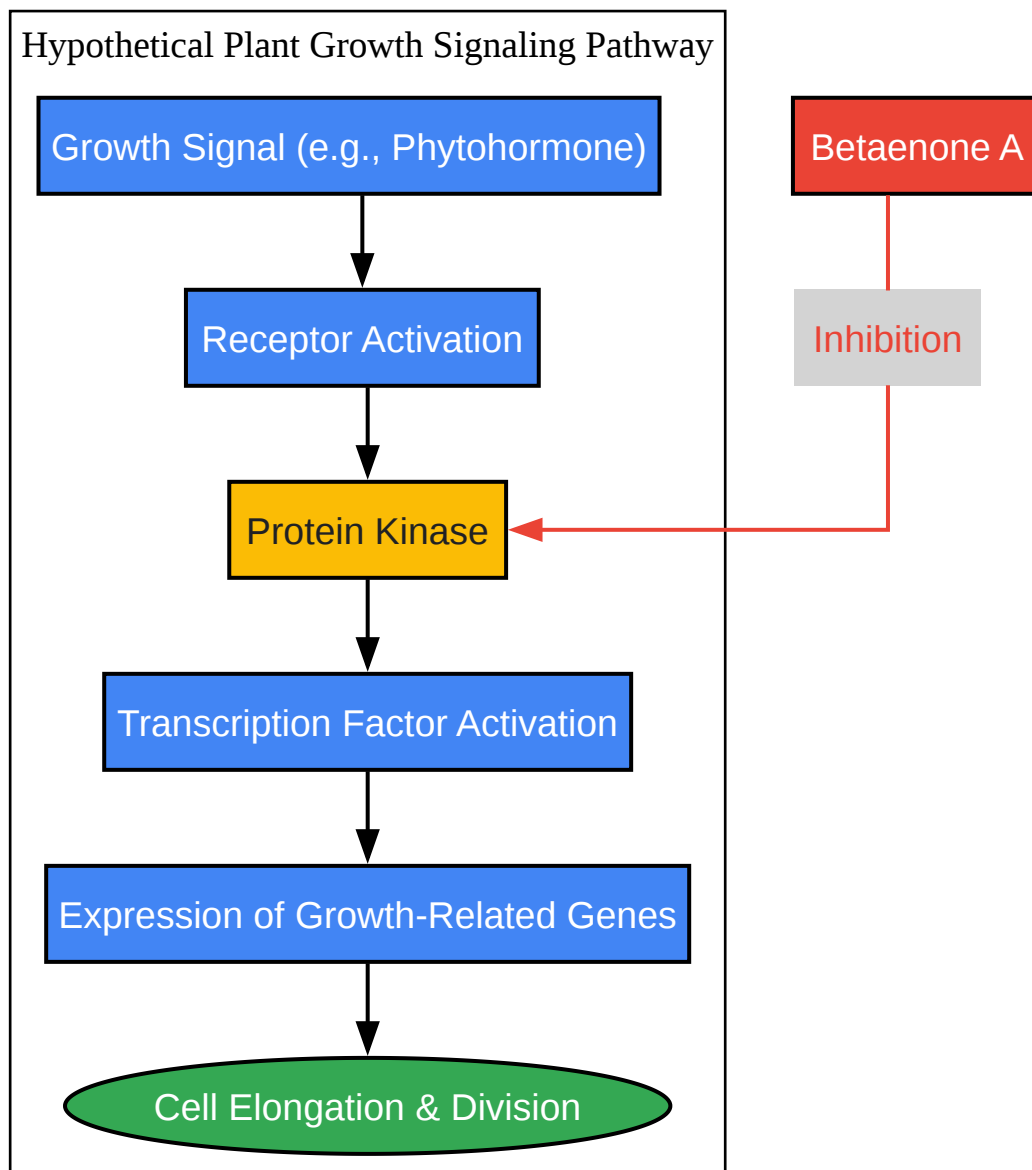 Hypothetical Plant Growth Signaling Pathway
Growth Signal (e.g., Phytohormone)
Betaenone A
Receptor Activation
Inhibition
Protein Kinase
Transcription Factor Activation
Expression of Growth-Related Genes
Cell Elongation & Division